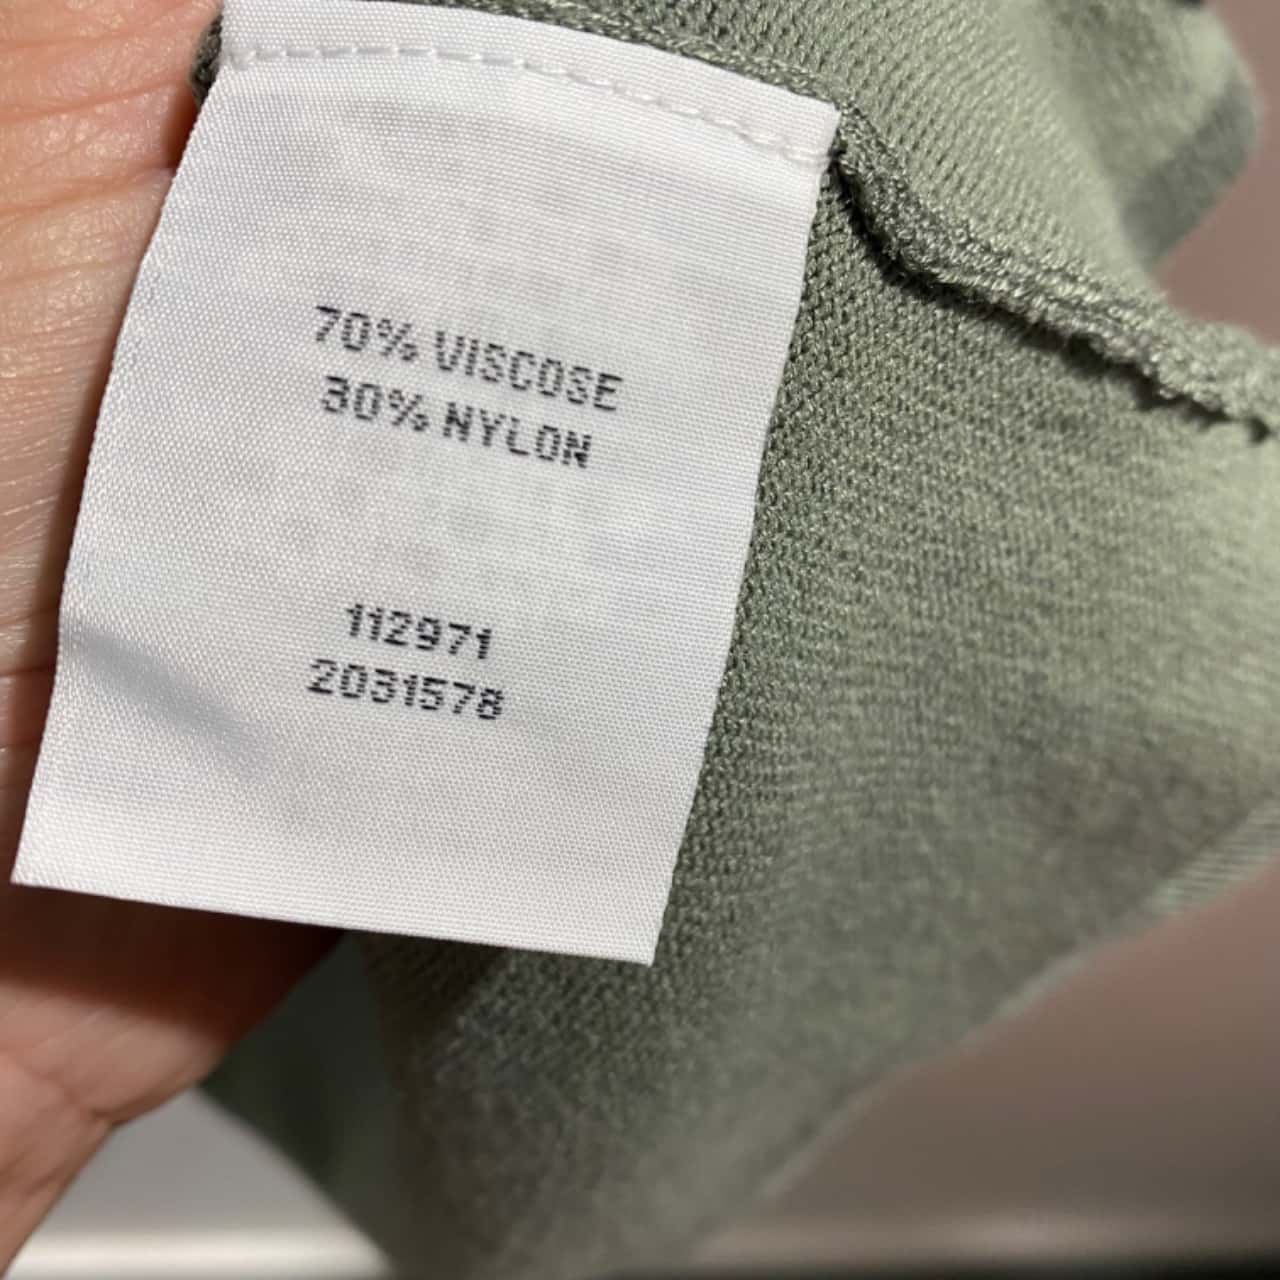 70% VISCOSE
30% NYLON
112971
2031578